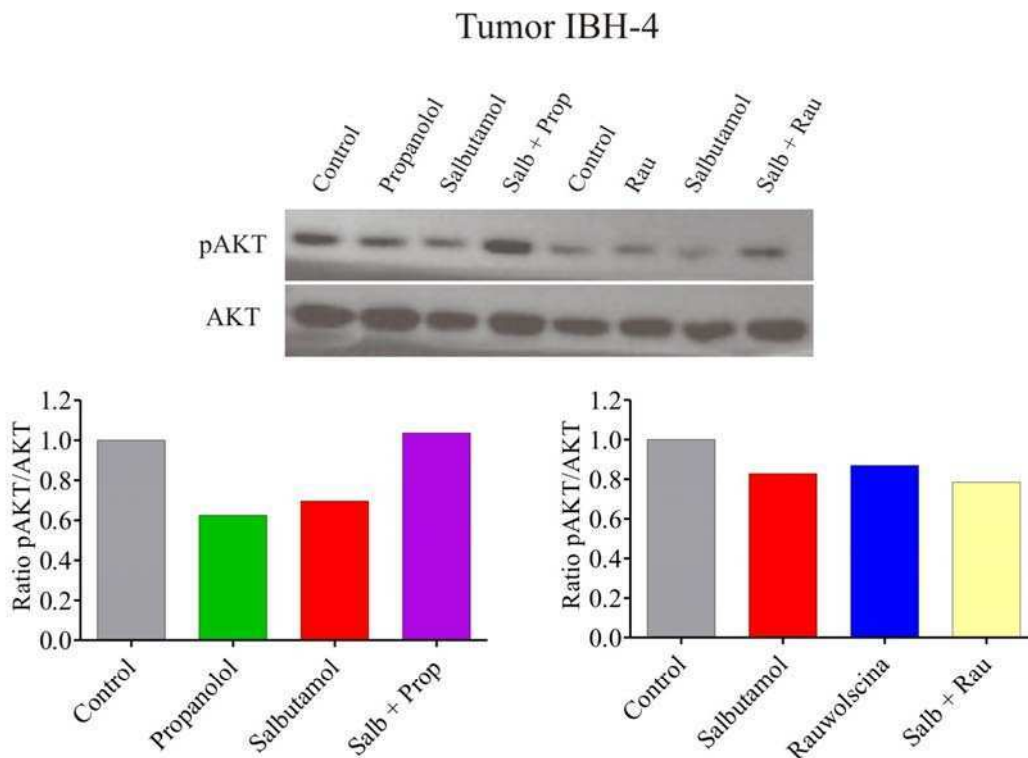 Tumor IBH-4
Control Propanolol Salbutamol Salb + Prop Control Rau Salbutamol Salb + Rau
pAKT
AKT
Ratio pAKT/AKT
1.2
1.0
0.8
0.6
0.4
0.2
0.0
Control Propanolol Salbutamol Salb + Prop
Ratio pAKT/AKT
1.2
1.0
0.8
0.6
0.4
0.2
0.0
Control Salbutamol Rauwolscina Salb + Rau